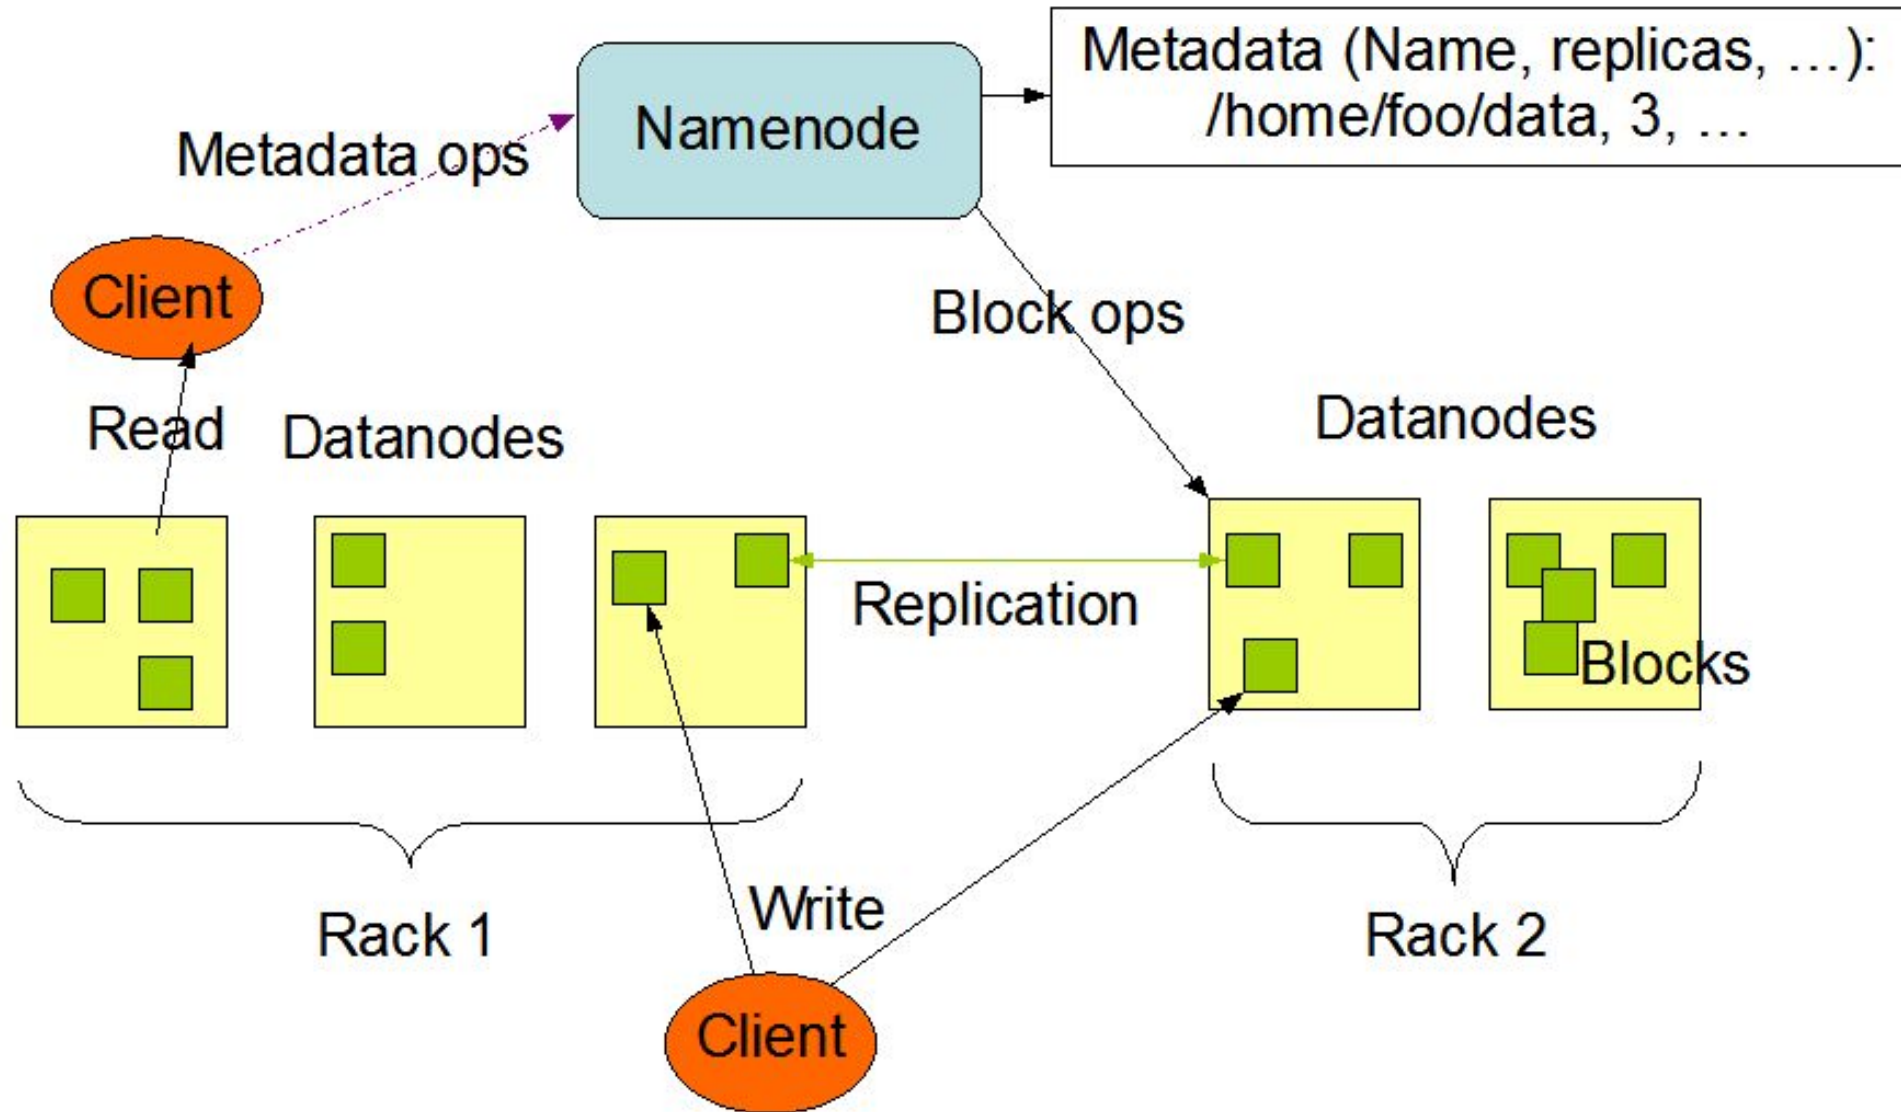 Metadata (Name, replicas, …):
/home/foo/data, 3, …
Namenode
Metadata ops
Client
Block ops
Read
Datanodes
Datanodes
Replication
Blocks
Rack 1
Write
Rack 2
Client